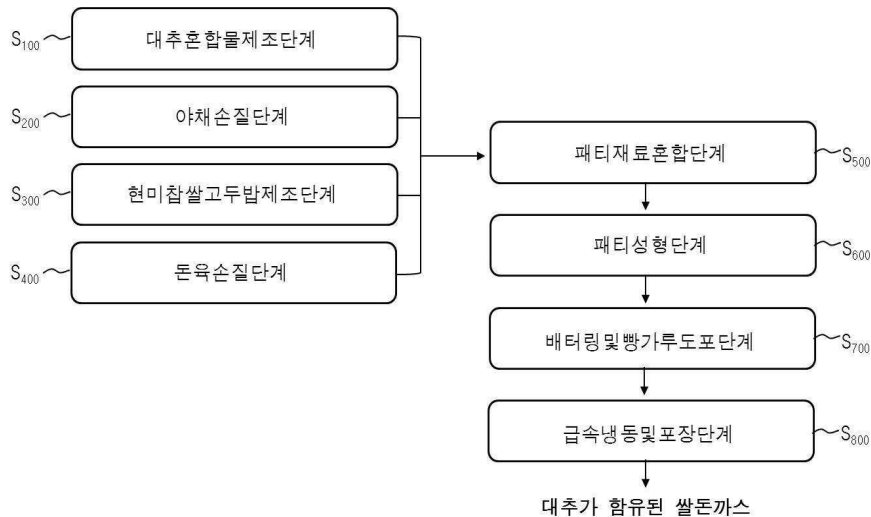 S100 대추혼합물제조단계
S200 야채손질단계
S300 현미찹쌀고두밥제조단계
S400 돈육손질단계
패티재료혼합단계 S500
패티성형단계 S600
배터링및빵가루도포단계 S700
급속냉동및포장단계 S800
대추가 함유된 쌀돈까스